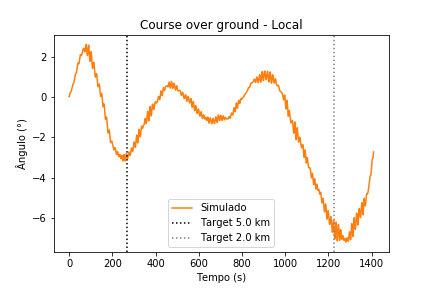 Course over ground - Local
Ângulo (°)
2
0
−2
−4
−6
Simulado
Target 5.0 km
Target 2.0 km
0 200 400 600 800 1000 1200 1400
Tempo (s)